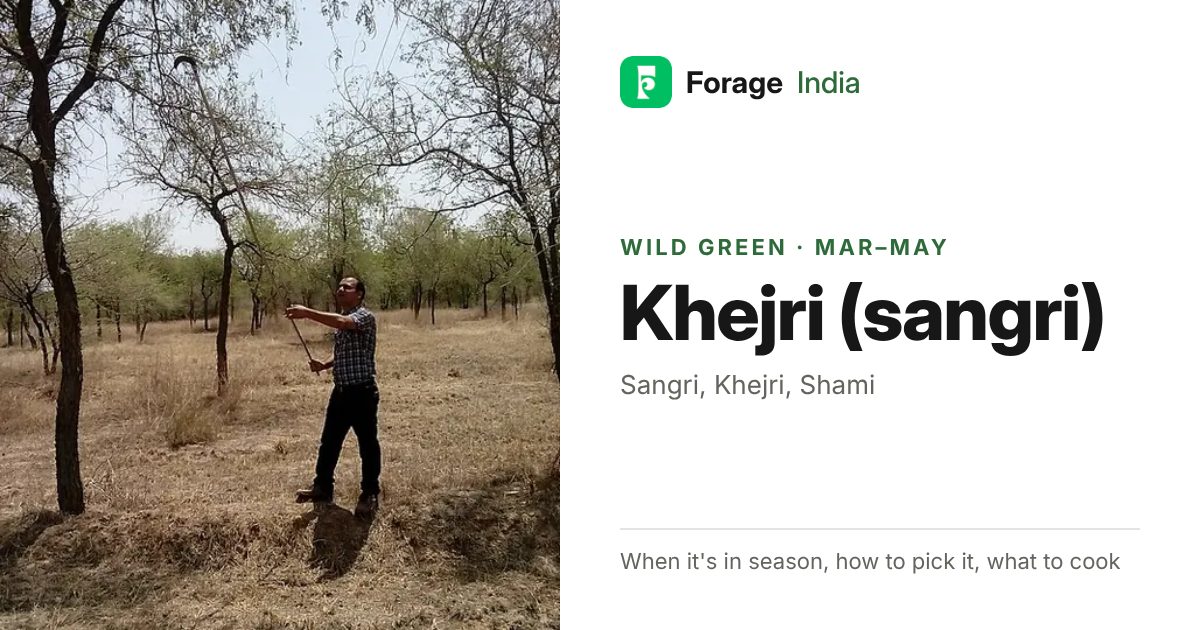 Forage India
WILD GREEN · MAR–MAY
Khejri (sangri)
Sangri, Khejri, Shami
When it's in season, how to pick it, what to cook